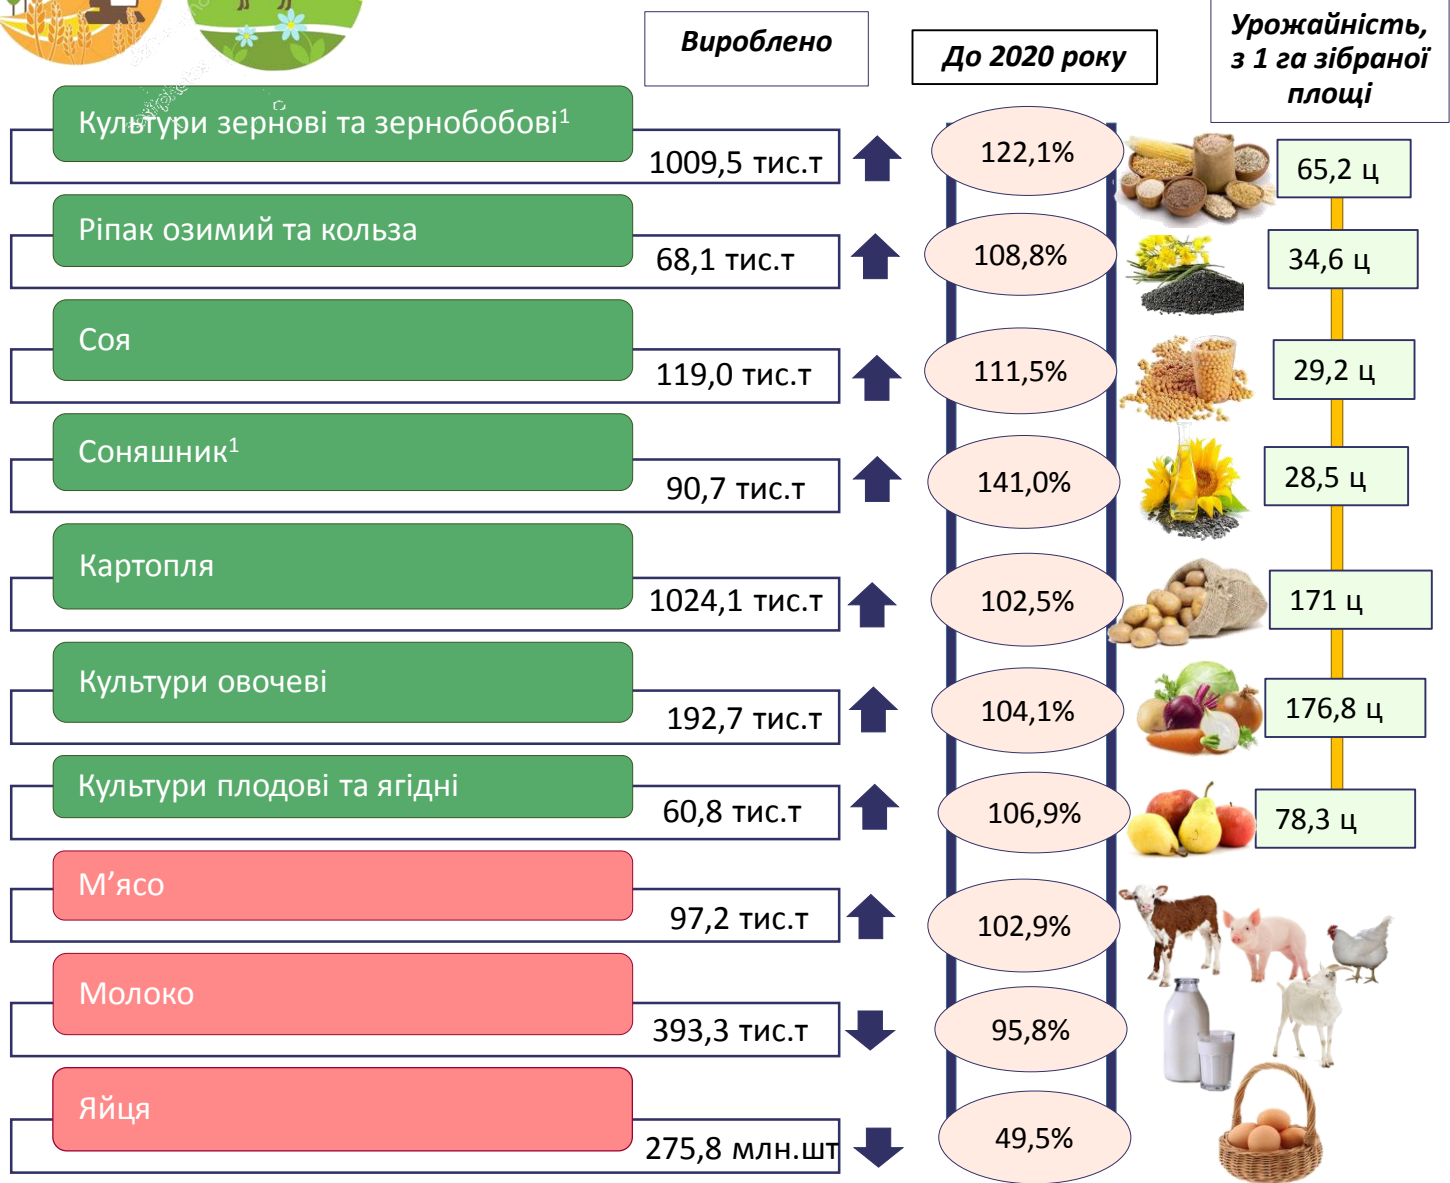 Вироблено
До 2020 року
Урожайність,
з 1 га зібраної
площі
Культури зернові та зернобобові¹
1009,5 тис.т
122,1%
65,2 ц
Ріпак озимий та кольза
68,1 тис.т
108,8%
34,6 ц
Соя
119,0 тис.т
111,5%
29,2 ц
Соняшник¹
90,7 тис.т
141,0%
28,5 ц
Картопля
1024,1 тис.т
102,5%
171 ц
Культури овочеві
192,7 тис.т
104,1%
176,8 ц
Культури плодові та ягідні
60,8 тис.т
106,9%
78,3 ц
М’ясо
97,2 тис.т
102,9%
Молоко
393,3 тис.т
95,8%
Яйця
275,8 млн.шт
49,5%